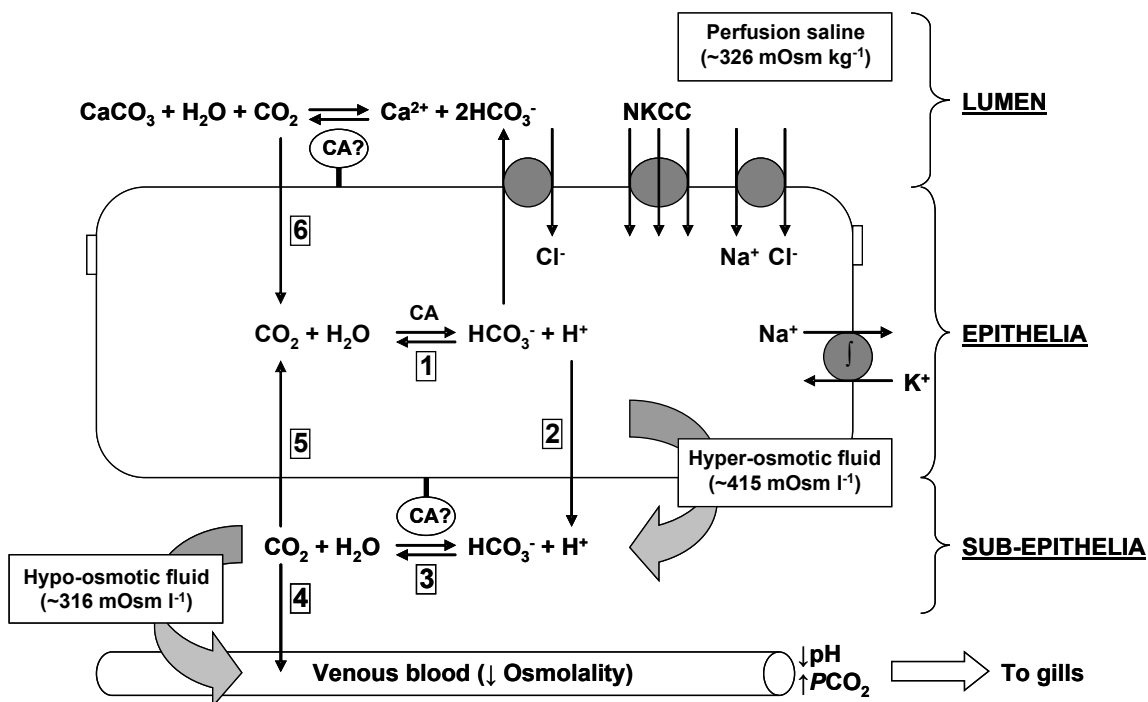 Perfusion saline
(~326 mOsm kg⁻¹)
LUMEN
CaCO₃ + H₂O + CO₂ ⇌ Ca²⁺ + 2HCO₃⁻
NKCC
CA?
6
Cl⁻
Na⁺ Cl⁻
CO₂ + H₂O
CA
HCO₃⁻ + H⁺
1
Na⁺
∫
K⁺
EPITHELIA
5
2
Hyper-osmotic fluid
(~415 mOsm l⁻¹)
CA?
CO₂ + H₂O
HCO₃⁻ + H⁺
3
SUB-EPITHELIA
Hypo-osmotic fluid
(~316 mOsm l⁻¹)
4
Venous blood (↓ Osmolality)
↓pH
↑PCO₂
To gills